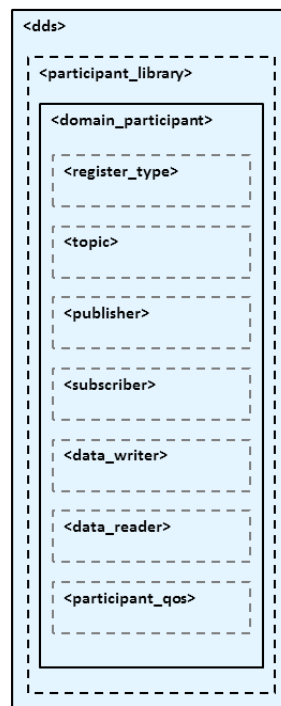 <dds>
<participant_library>
<domain_participant>
<register_type>
<topic>
<publisher>
<subscriber>
<data_writer>
<data_reader>
<participant_qos>